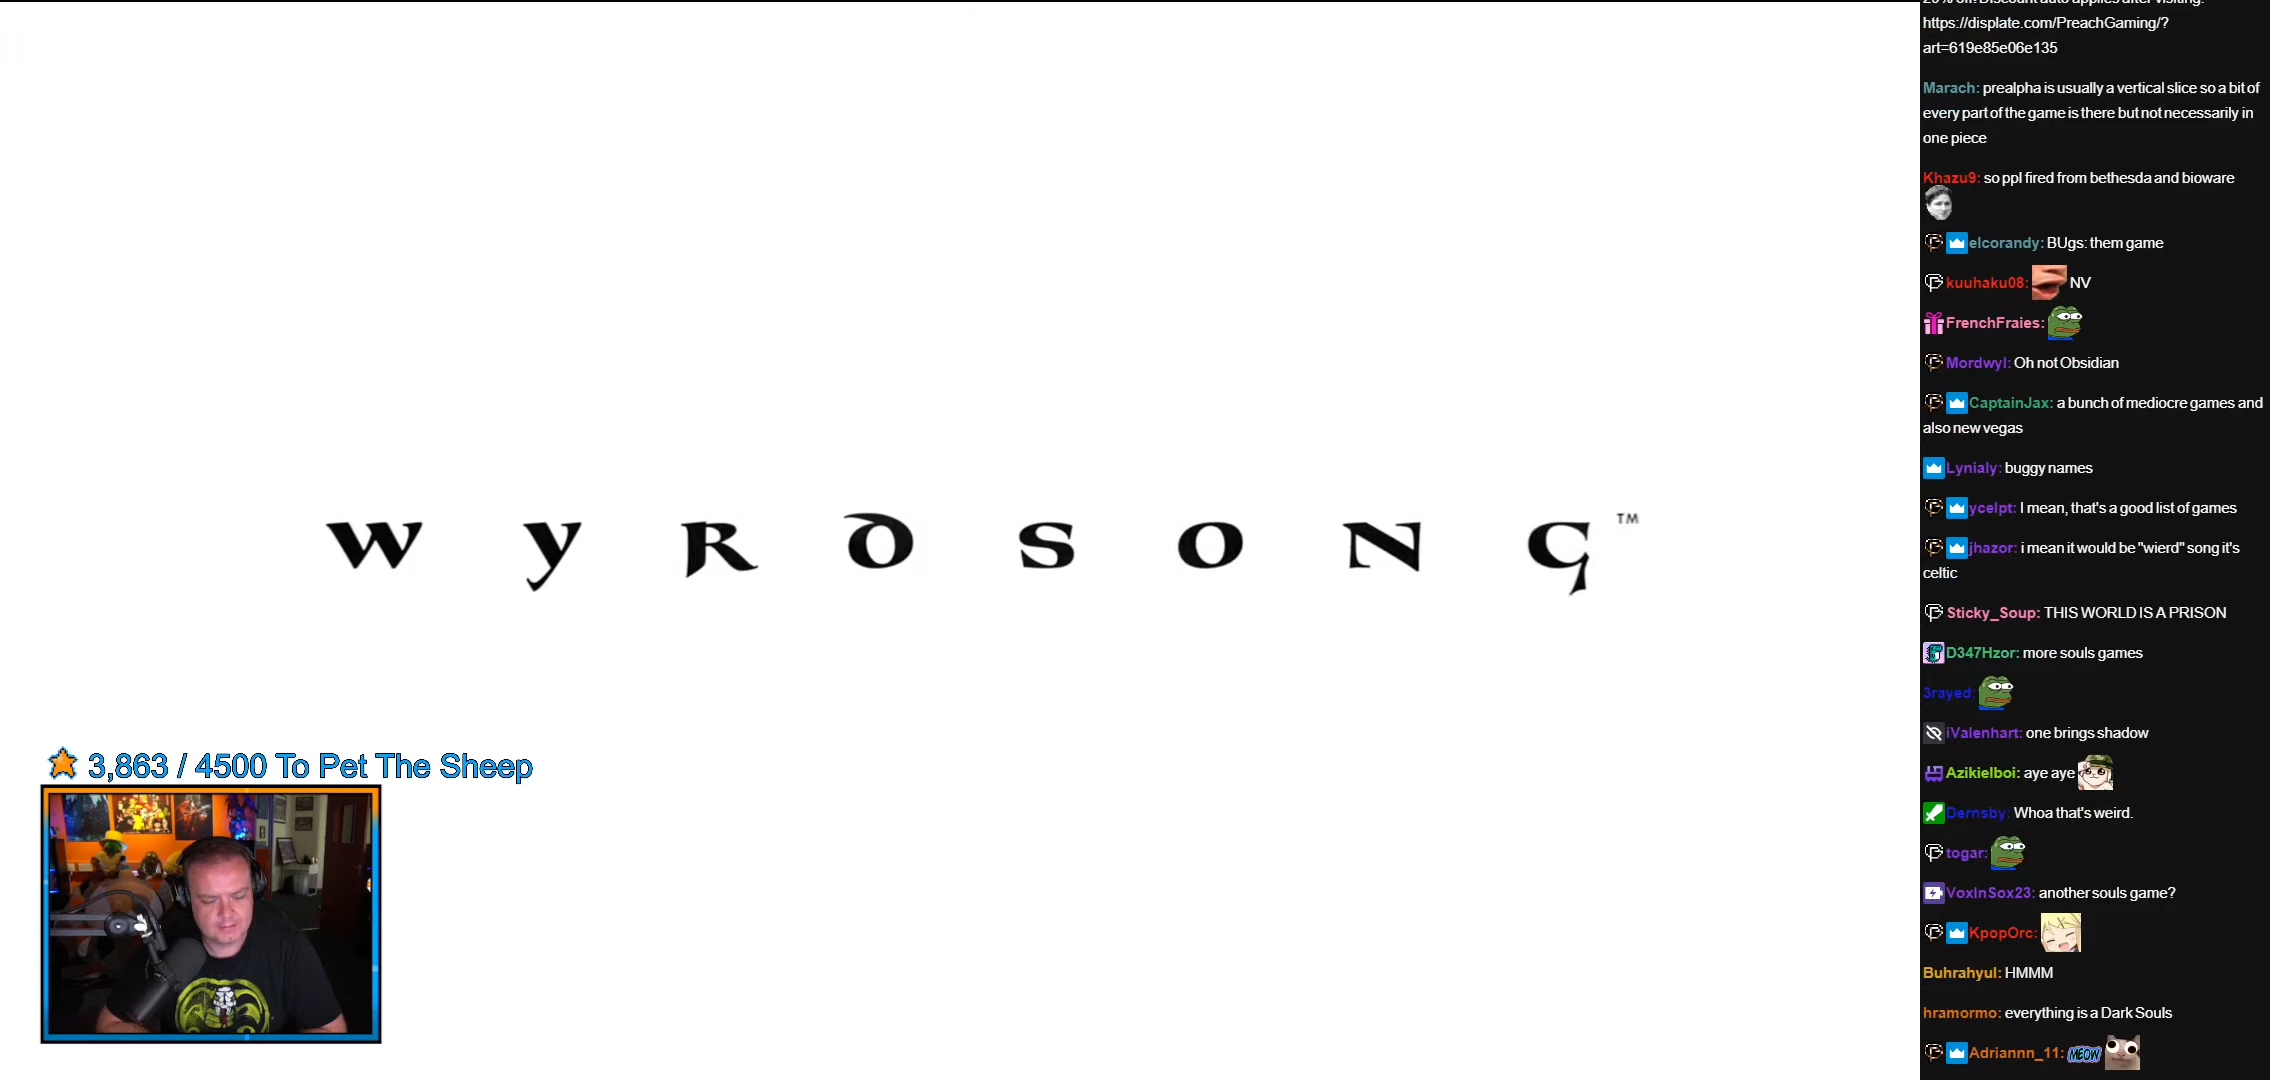 wyrdsong™
3,863 / 4500 To Pet The Sheep
https://displate.com/PreachGaming/?
art=619e85e06e135
Marach: prealpha is usually a vertical slice so a bit of
every part of the game is there but not necessarily in
one piece
Khazu9: so ppl fired from bethesda and bioware
elcorandy: BUgs: them game
kuuhaku08: NV
FrenchFraies:
Mordwyl: Oh not Obsidian
CaptainJax: a bunch of mediocre games and
also new vegas
Lynialy: buggy names
ycelpt: I mean, that's a good list of games
jhazor: i mean it would be "wierd" song it's
celtic
Sticky_Soup: THIS WORLD IS A PRISON
D347Hzor: more souls games
3rayed:
iValenhart: one brings shadow
Azikielboi: aye aye
Dernsby: Whoa that's weird.
togar:
VoxInSox23: another souls game?
KpopOrc:
Buhrahyul: HMMM
hramormo: everything is a Dark Souls
Adriannn_11: MEOW